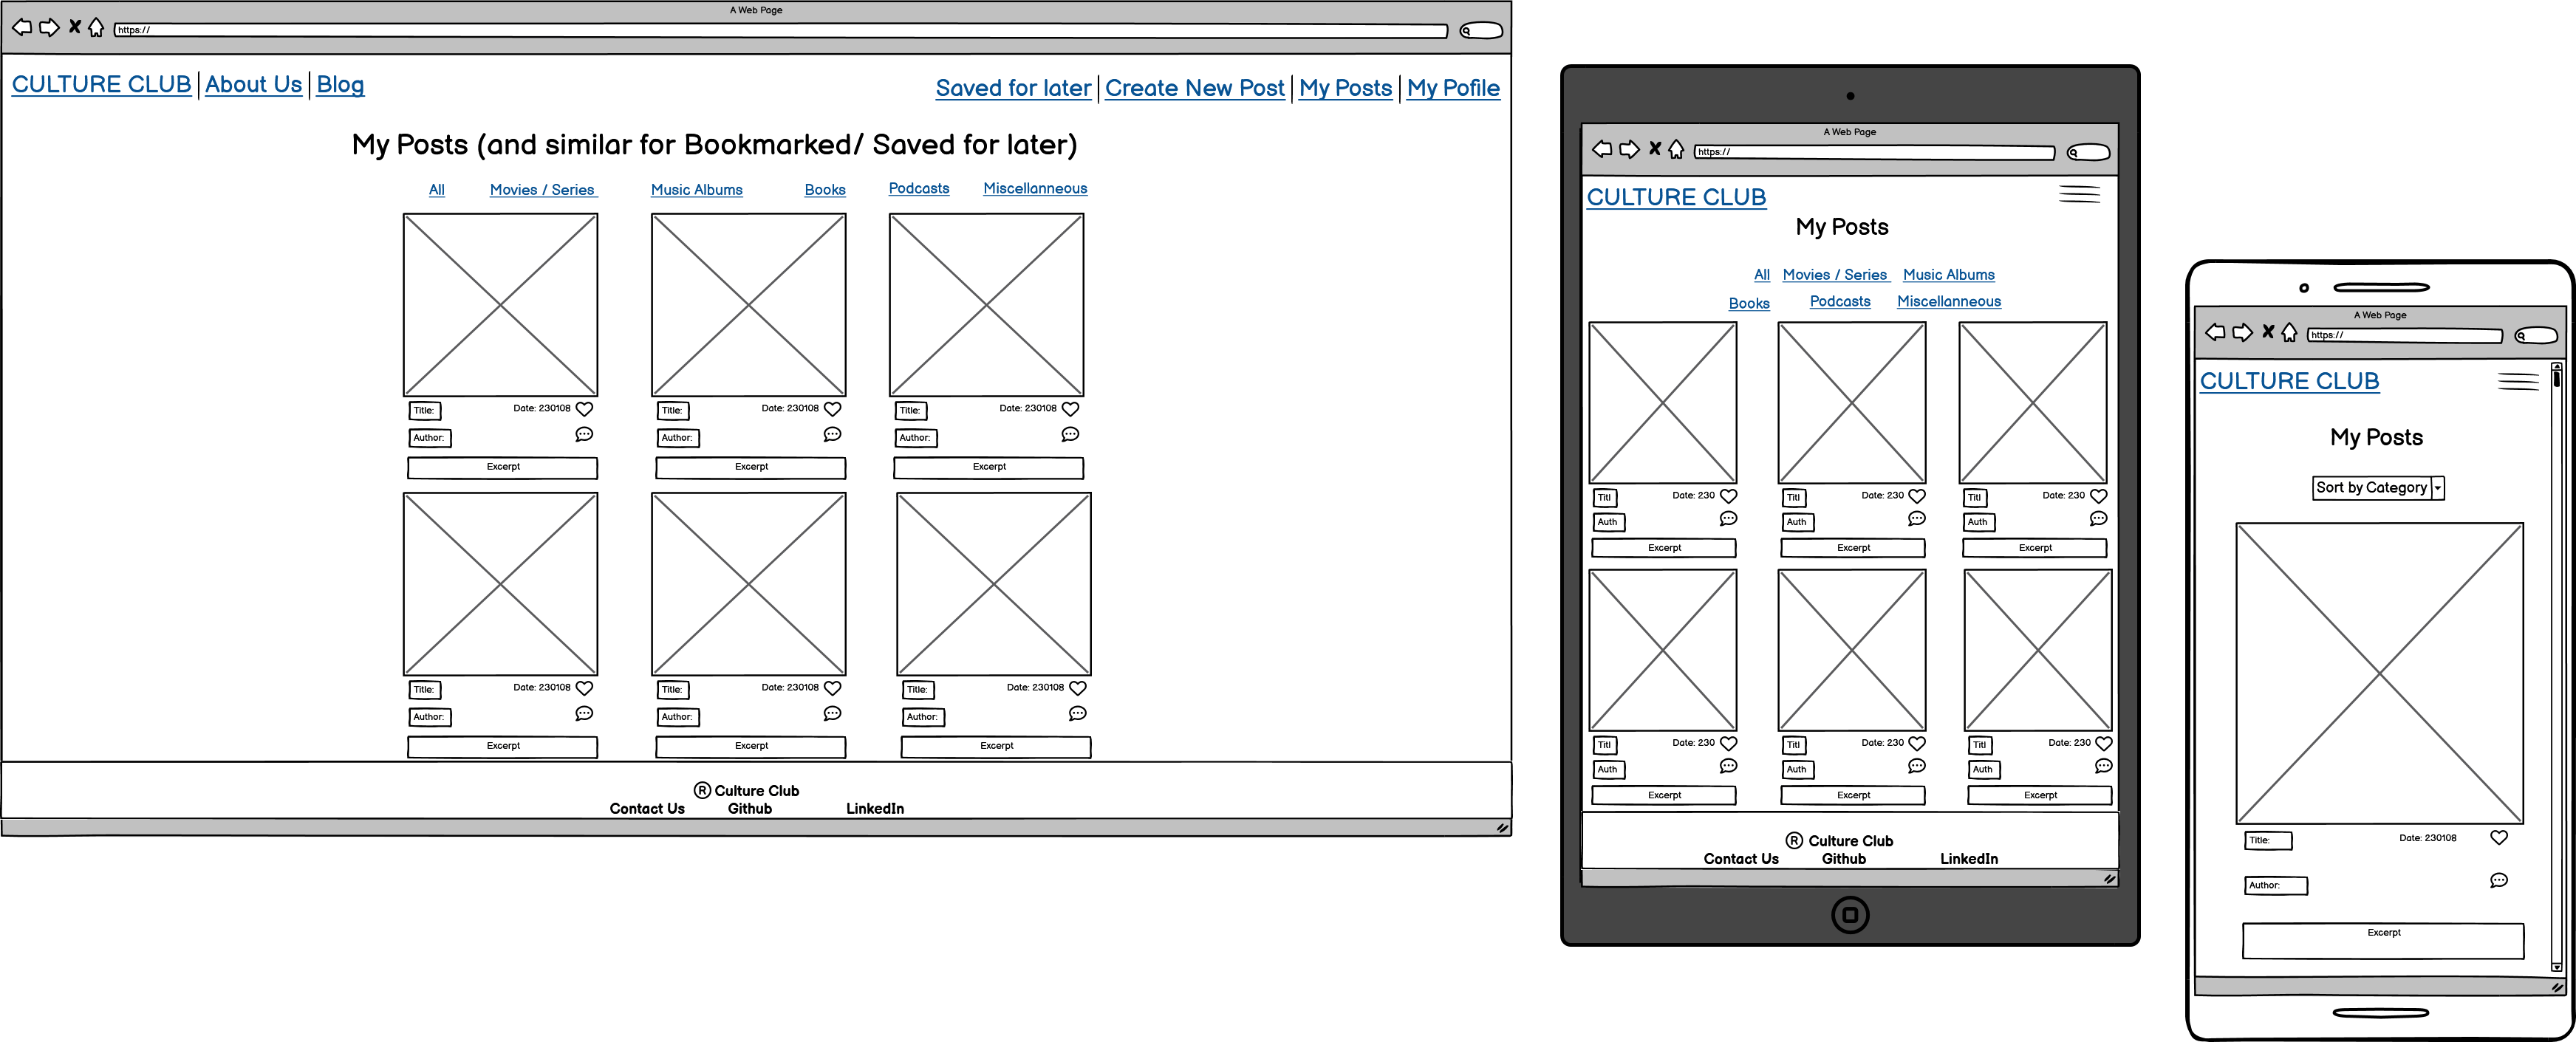 A Web Page
https://
CULTURE CLUB About Us Blog
Saved for later Create New Post My Posts My Pofile
My Posts (and similar for Bookmarked/ Saved for later)
All Movies / Series Music Albums Books Podcasts Miscellanneous
Title: Date: 230108 Title: Date: 230108 Title: Date: 230108
Author: Author: Author:
Excerpt Excerpt Excerpt
Title: Date: 230108 Title: Date: 230108 Title: Date: 230108
Author: Author: Author:
Excerpt Excerpt Excerpt
® Culture Club
Contact Us Github LinkedIn
A Web Page
https://
CULTURE CLUB
My Posts
All Movies / Series Music Albums
Books Podcasts Miscellanneous
Titl Date: 230 Titl Date: 230 Titl Date: 230
Auth Auth Auth
Excerpt Excerpt Excerpt
Titl Date: 230 Titl Date: 230 Titl Date: 230
Auth Auth Auth
Excerpt Excerpt Excerpt
® Culture Club
Contact Us Github LinkedIn
A Web Page
https://
CULTURE CLUB
My Posts
Sort by Category
Title: Date: 230108
Author:
Excerpt